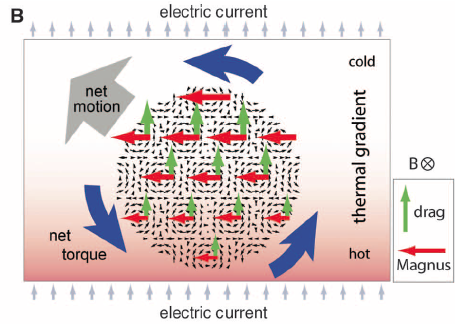 B
electric current
cold
net
motion
thermal gradient
B⊗
drag
Magnus
net
torque
hot
electric current